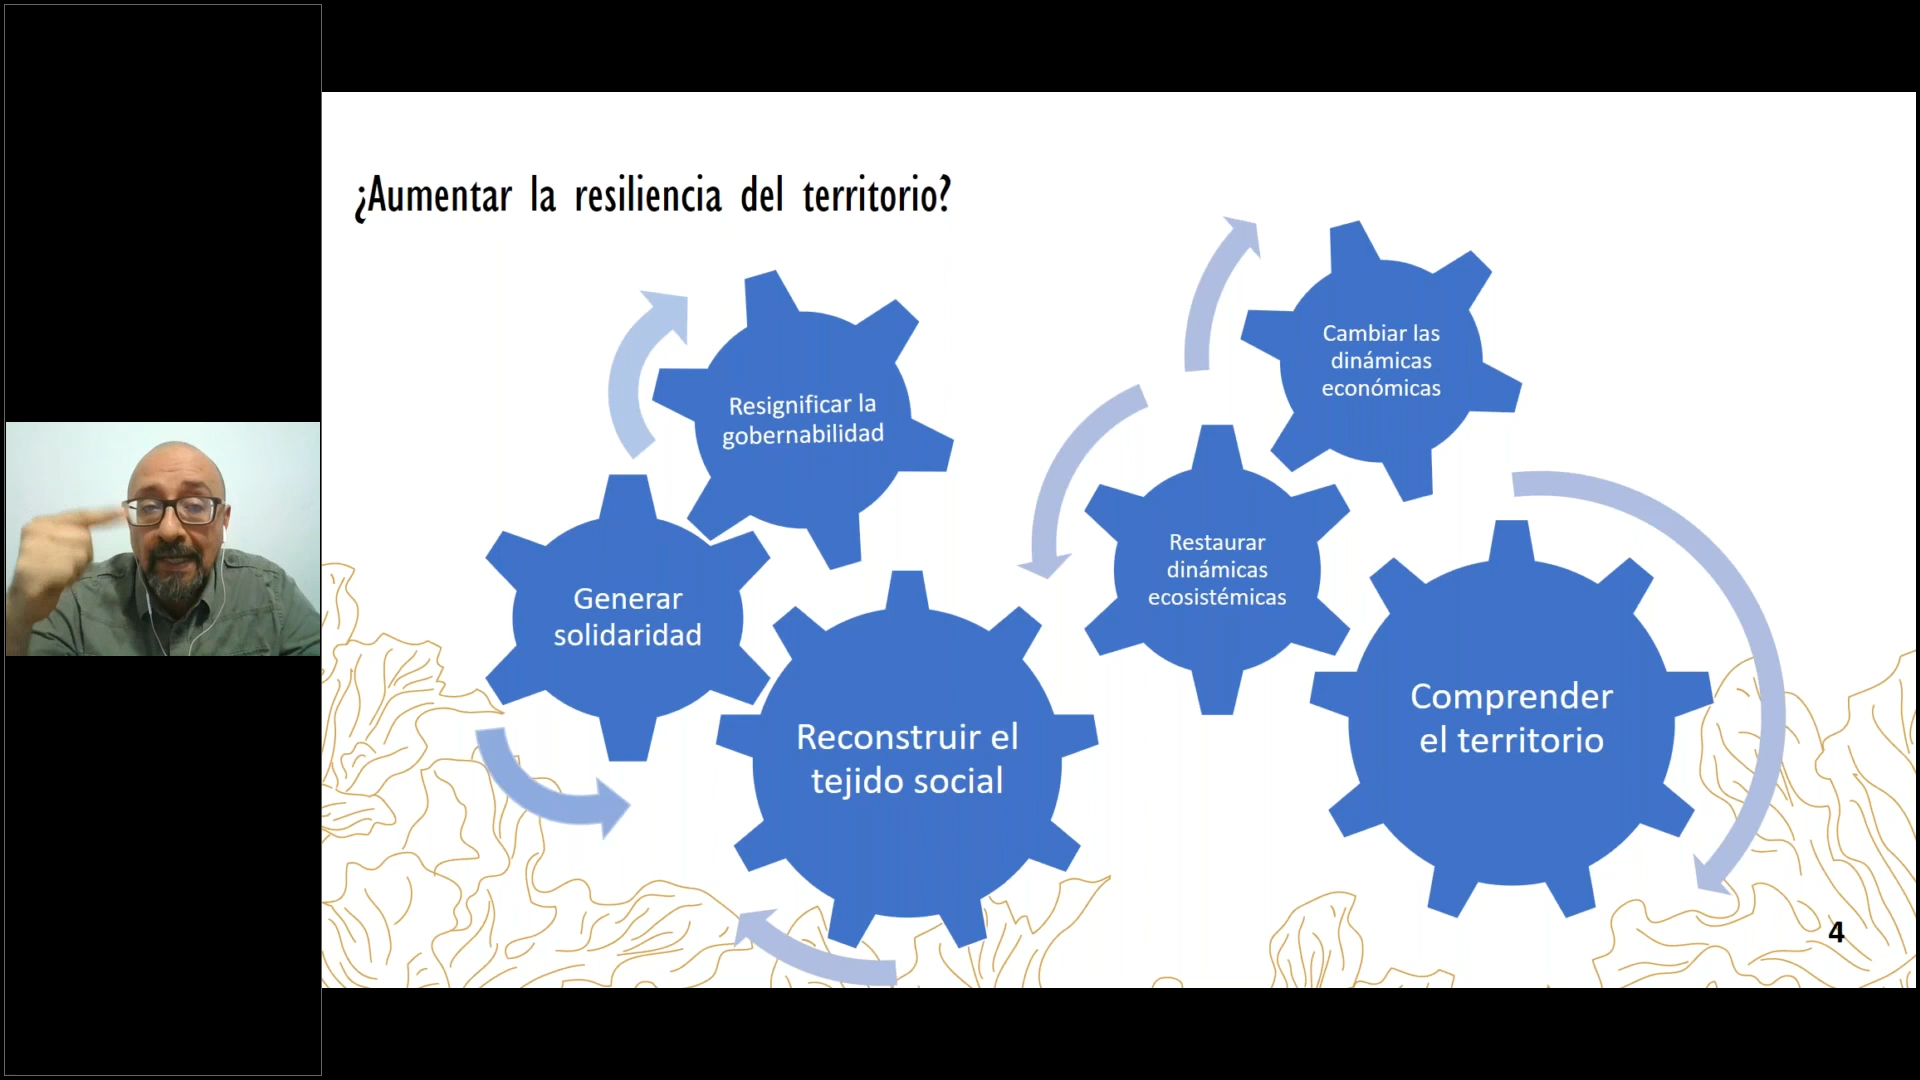 ¿Aumentar la resiliencia del territorio?
Resignificar la
gobernabilidad
Generar
solidaridad
Reconstruir el
tejido social
Cambiar las
dinámicas
económicas
Restaurar
dinámicas
ecosistémicas
Comprender
el territorio
4